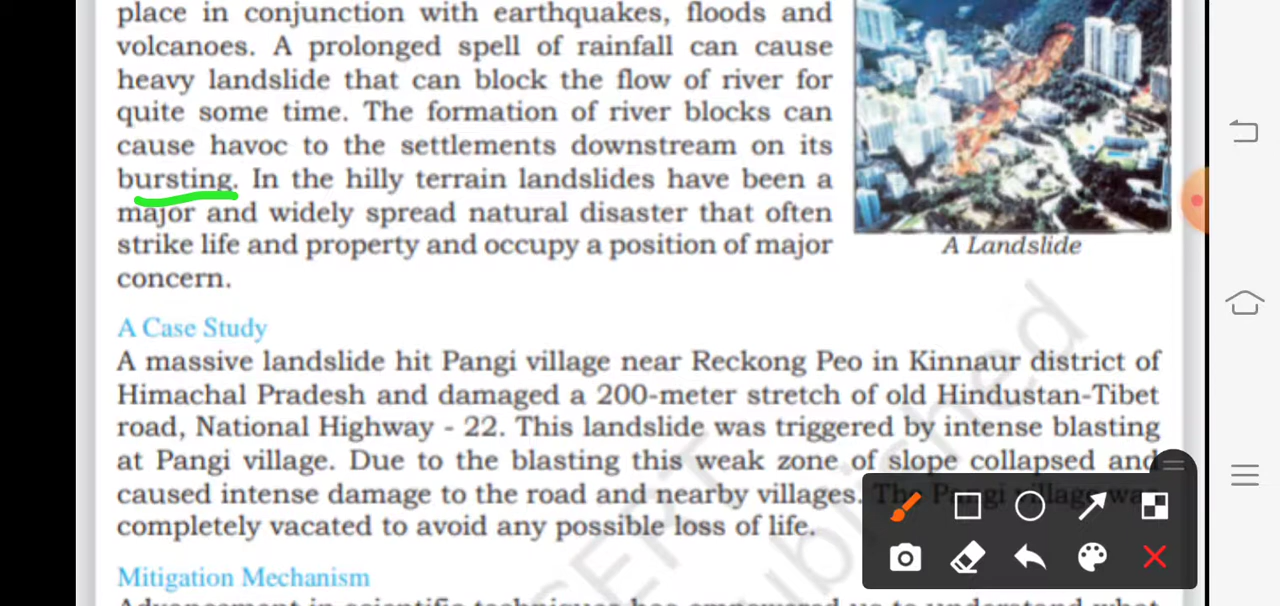 place in conjunction with earthquakes, floods and
volcanoes. A prolonged spell of rainfall can cause
heavy landslide that can block the flow of river for
quite some time. The formation of river blocks can
cause havoc to the settlements downstream on its
bursting. In the hilly terrain landslides have been a
major and widely spread natural disaster that often
strike life and property and occupy a position of major
concern.
A Landslide
A Case Study
A massive landslide hit Pangi village near Reckong Peo in Kinnaur district of
Himachal Pradesh and damaged a 200-meter stretch of old Hindustan-Tibet
road, National Highway - 22. This landslide was triggered by intense blasting
at Pangi village. Due to the blasting this weak zone of slope collapsed and
caused intense damage to the road and nearby villages. The Pangi village was
completely vacated to avoid any possible loss of life.
Mitigation Mechanism